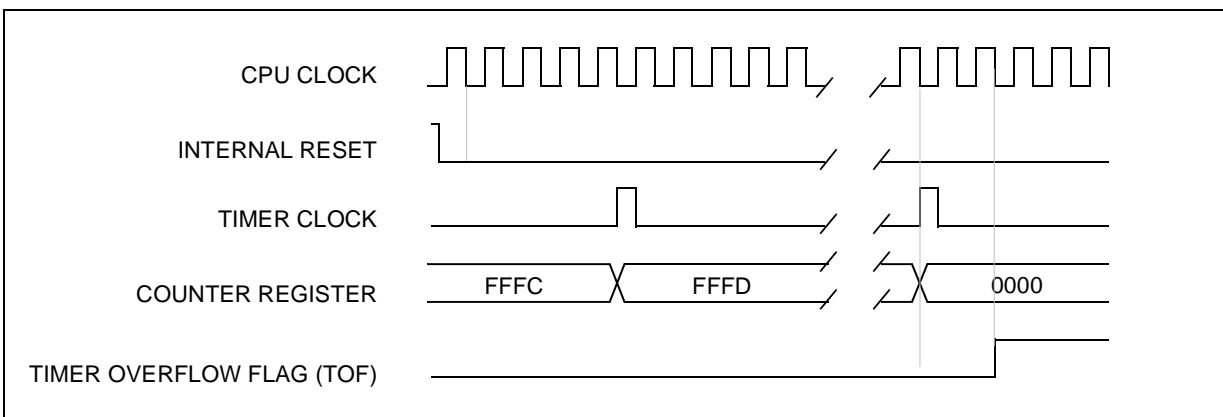 CPU CLOCK
INTERNAL RESET
TIMER CLOCK
COUNTER REGISTER
FFFC
FFFD
0000
TIMER OVERFLOW FLAG (TOF)